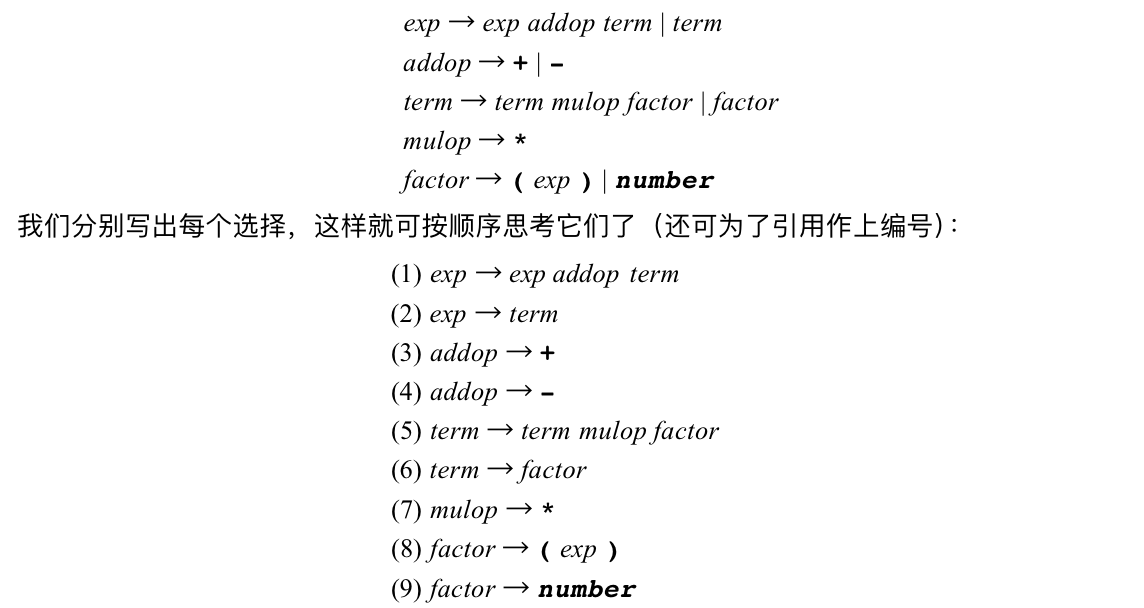 exp → exp addop term | term
addop → + | -
term → term mulop factor | factor
mulop → *
factor → ( exp ) | number
我们分别写出每个选择，这样就可按顺序思考它们了（还可为了引用作上编号）：
(1) exp → exp addop term
(2) exp → term
(3) addop → +
(4) addop → -
(5) term → term mulop factor
(6) term → factor
(7) mulop → *
(8) factor → ( exp )
(9) factor → number